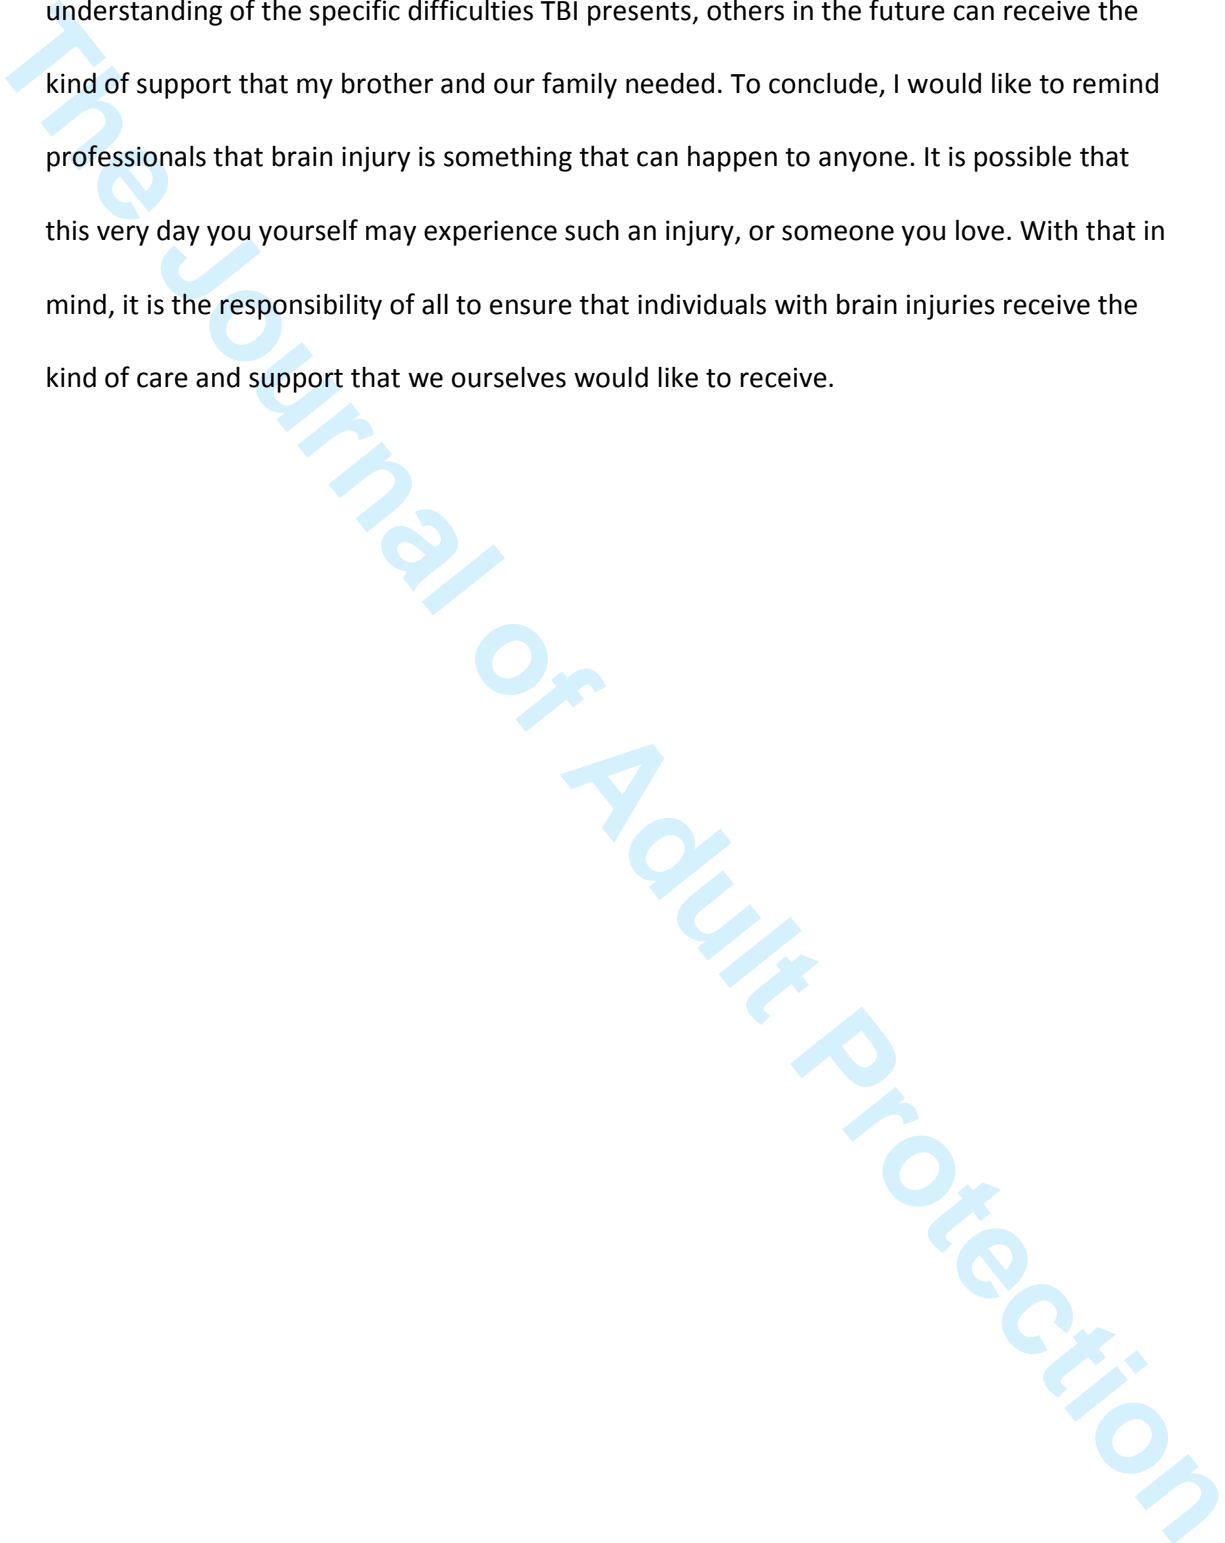 understanding of the specific difficulties TBI presents, others in the future can receive the
kind of support that my brother and our family needed. To conclude, I would like to remind
professionals that brain injury is something that can happen to anyone. It is possible that
this very day you yourself may experience such an injury, or someone you love. With that in
mind, it is the responsibility of all to ensure that individuals with brain injuries receive the
kind of care and support that we ourselves would like to receive.
The Journal of Adult Protection